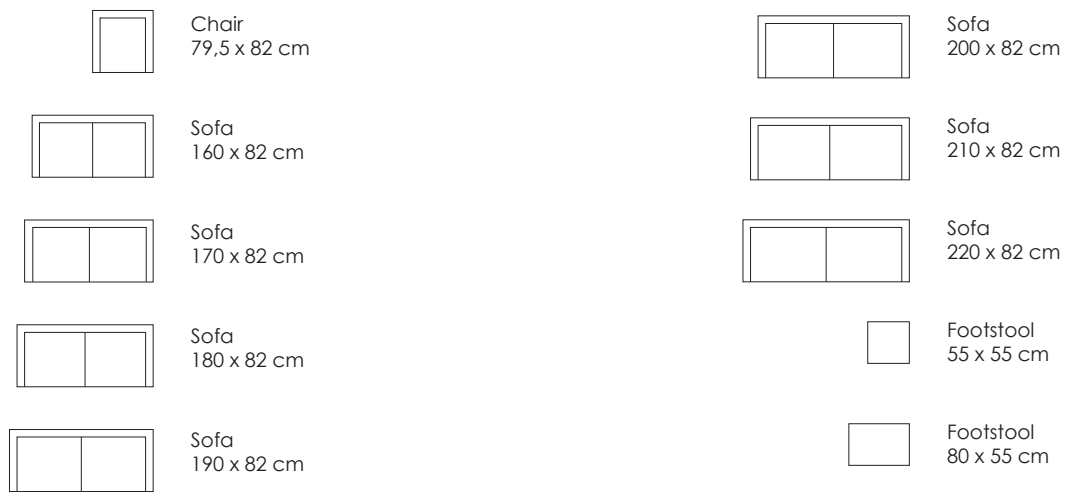 Chair
79,5 x 82 cm
Sofa
160 x 82 cm
Sofa
170 x 82 cm
Sofa
180 x 82 cm
Sofa
190 x 82 cm
Sofa
200 x 82 cm
Sofa
210 x 82 cm
Sofa
220 x 82 cm
Footstool
55 x 55 cm
Footstool
80 x 55 cm